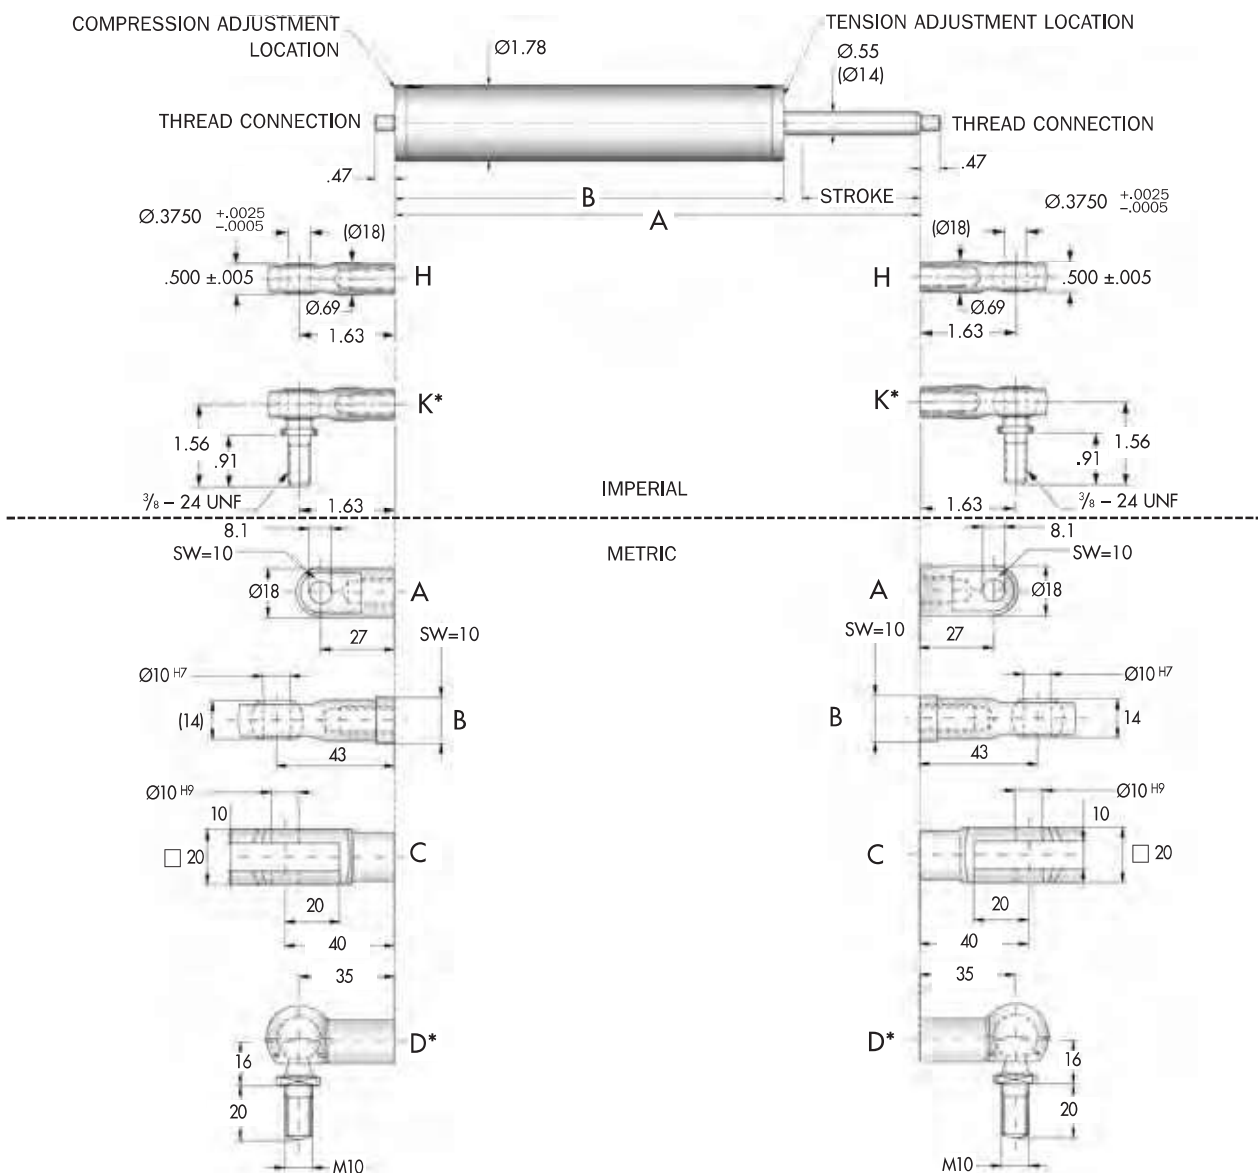 COMPRESSION ADJUSTMENT
LOCATION
TENSION ADJUSTMENT LOCATION
Ø1.78
Ø.55
(Ø14)
THREAD CONNECTION
THREAD CONNECTION
.47
.47
B
STROKE
A
Ø.3750 +.0025
–.0005
(Ø18)
(Ø18)
Ø.3750 +.0025
–.0005
.500 ±.005
H
H
.500 ±.005
Ø.69
Ø.69
1.63
1.63
K*
K*
1.56
.91
1.56
.91
3/8 – 24 UNF
1.63
IMPERIAL
1.63
3/8 – 24 UNF
8.1
8.1
SW=10
METRIC
SW=10
Ø18
A
A
Ø18
27
SW=10
SW=10
27
Ø10 H7
Ø10 H7
(14)
B
B
14
43
43
Ø10 H9
Ø10 H9
10
10
□ 20
C
C
□ 20
20
20
40
40
35
35
D*
D*
16
16
20
20
M10
M10